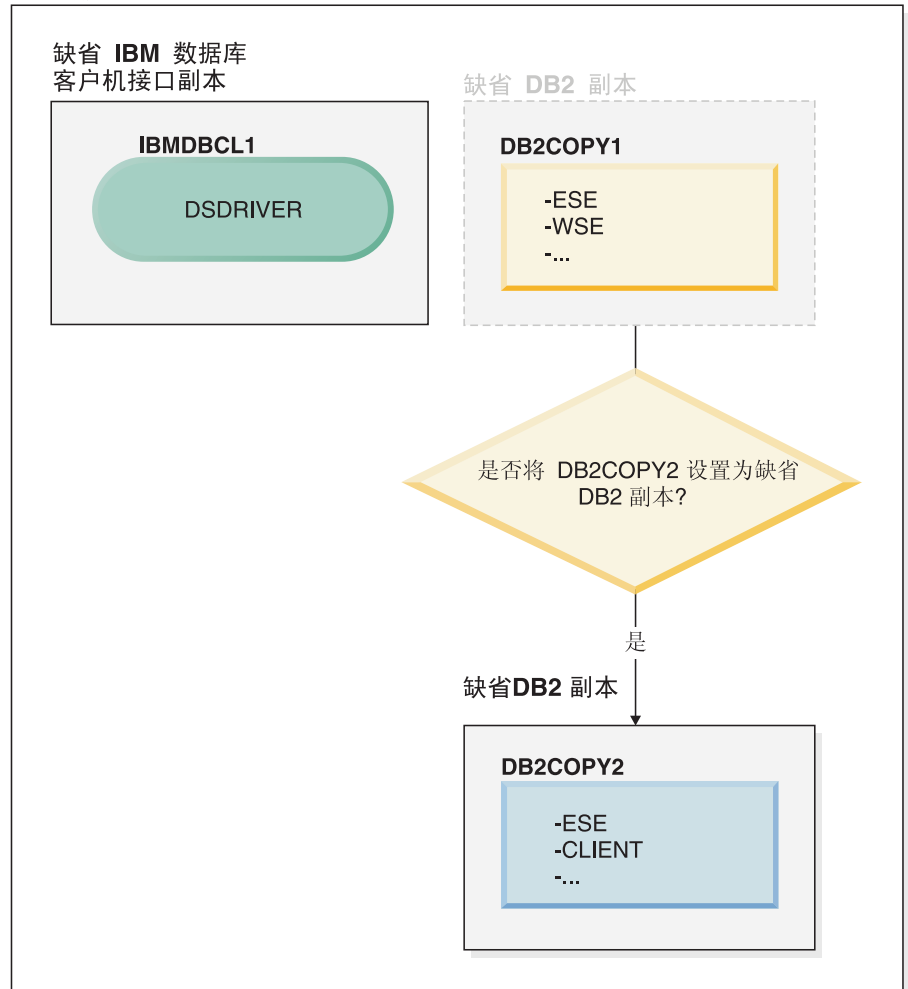 缺省 IBM 数据库
客户机接口副本
IBMDBCL1
DSDRIVER
缺省 DB2 副本
DB2COPY1
-ESE
-WSE
-...
是否将 DB2COPY2 设置为缺省
DB2 副本?
是
缺省DB2 副本
DB2COPY2
-ESE
-CLIENT
-...